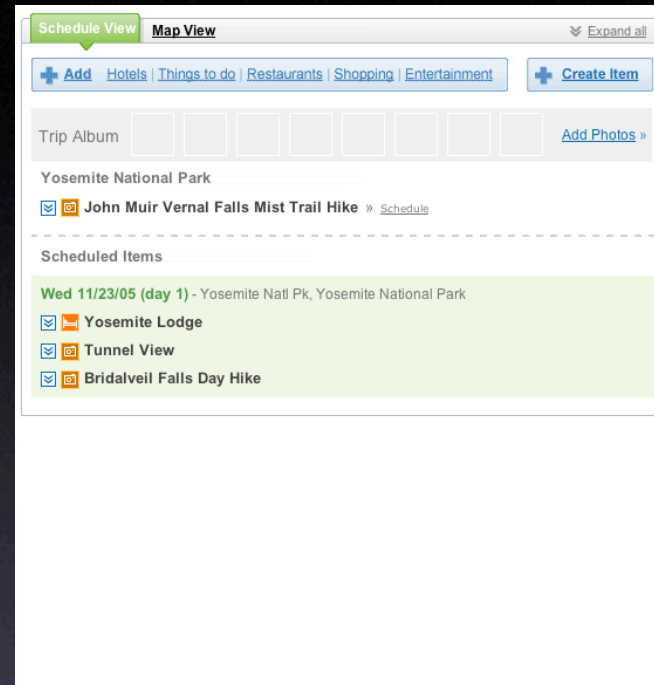 Schedule View Map View Expand all
Add Hotels | Things to do | Restaurants | Shopping | Entertainment Create Item
Trip Album Add Photos »
Yosemite National Park
John Muir Vernal Falls Mist Trail Hike » Schedule
Scheduled Items
Wed 11/23/05 (day 1) - Yosemite Natl Pk, Yosemite National Park
Yosemite Lodge
Tunnel View
Bridalveil Falls Day Hike